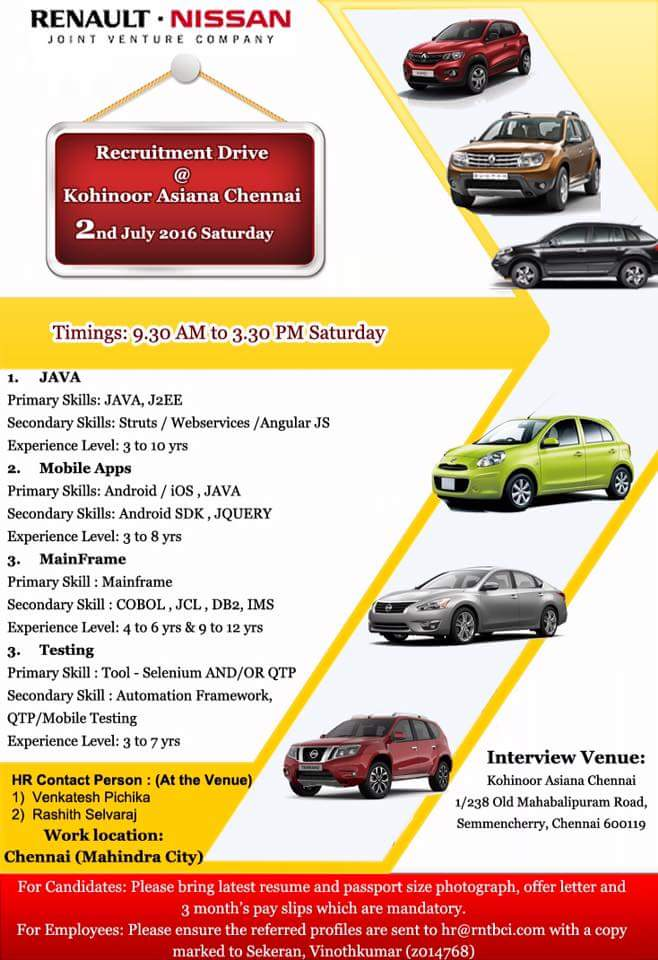 RENAULT · NISSAN
JOINT VENTURE COMPANY
Recruitment Drive
@
Kohinoor Asiana Chennai
2nd July 2016 Saturday
Timings: 9.30 AM to 3.30 PM Saturday
1. JAVA
Primary Skills: JAVA, J2EE
Secondary Skills: Struts / Webservices /Angular JS
Experience Level: 3 to 10 yrs
2. Mobile Apps
Primary Skills: Android / iOS , JAVA
Secondary Skills: Android SDK , JQUERY
Experience Level: 3 to 8 yrs
3. MainFrame
Primary Skill : Mainframe
Secondary Skill : COBOL , JCL , DB2, IMS
Experience Level: 4 to 6 yrs & 9 to 12 yrs
3. Testing
Primary Skill : Tool - Selenium AND/OR QTP
Secondary Skill : Automation Framework,
QTP/Mobile Testing
Experience Level: 3 to 7 yrs
HR Contact Person : (At the Venue)
1) Venkatesh Pichika
2) Rashith Selvaraj
Work location:
Chennai (Mahindra City)
Interview Venue:
Kohinoor Asiana Chennai
1/238 Old Mahabalipuram Road,
Semmencherry, Chennai 600119
For Candidates: Please bring latest resume and passport size photograph, offer letter and
3 month's pay slips which are mandatory.
For Employees: Please ensure the referred profiles are sent to hr@rntbci.com with a copy
marked to Sekeran, Vinothkumar (z014768)